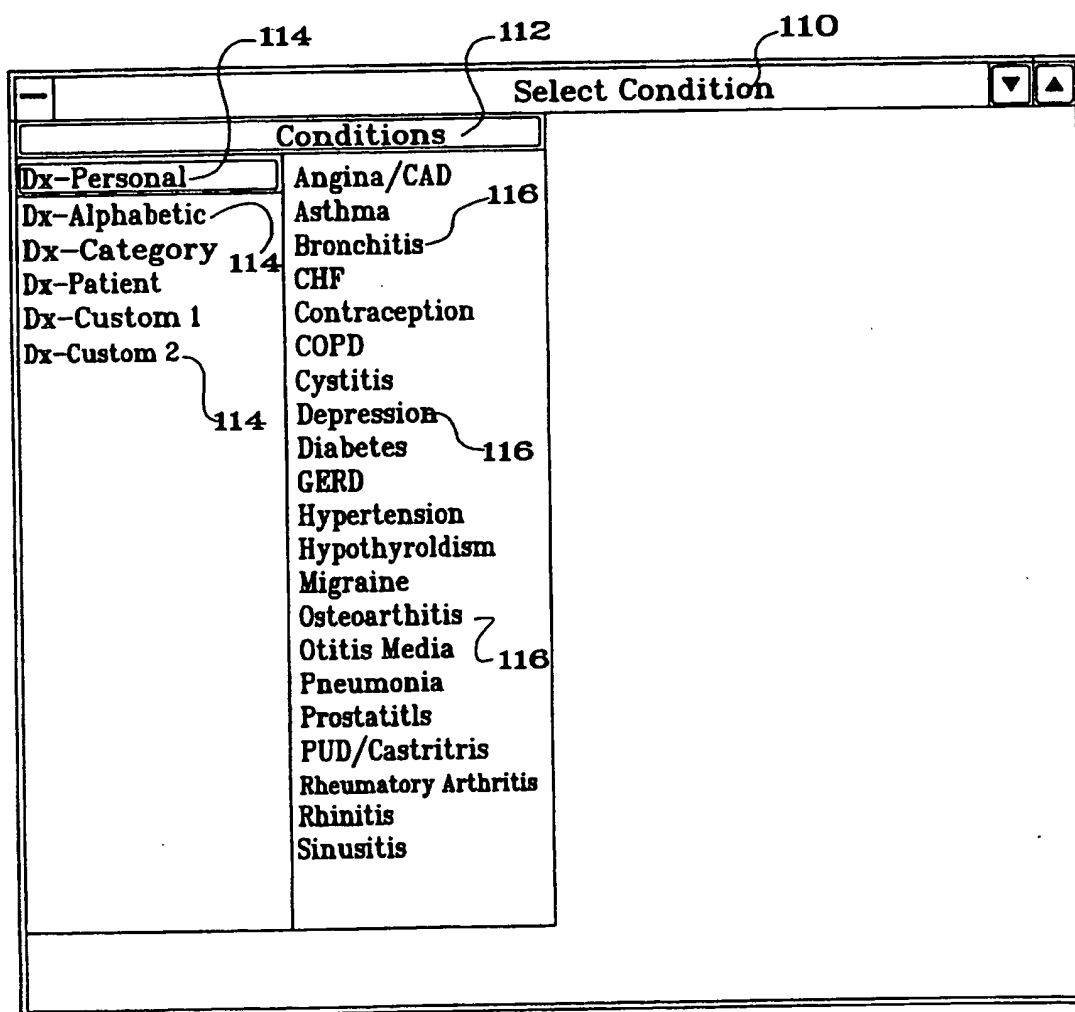 114 112 110
Select Condition
Conditions
Dx-Personal
Dx-Alphabetic
Dx-Category
Dx-Patient
Dx-Custom 1
Dx-Custom 2
114
114
Angina/CAD
Asthma
116
Bronchitis
CHF
Contraception
COPD
Cystitis
Depression
Diabetes
116
GERD
Hypertension
Hypothyroldism
Migraine
Osteoarthitis
Otitis Media
116
Pneumonia
Prostatitls
PUD/Castritris
Rheumatory Arthritis
Rhinitis
Sinusitis